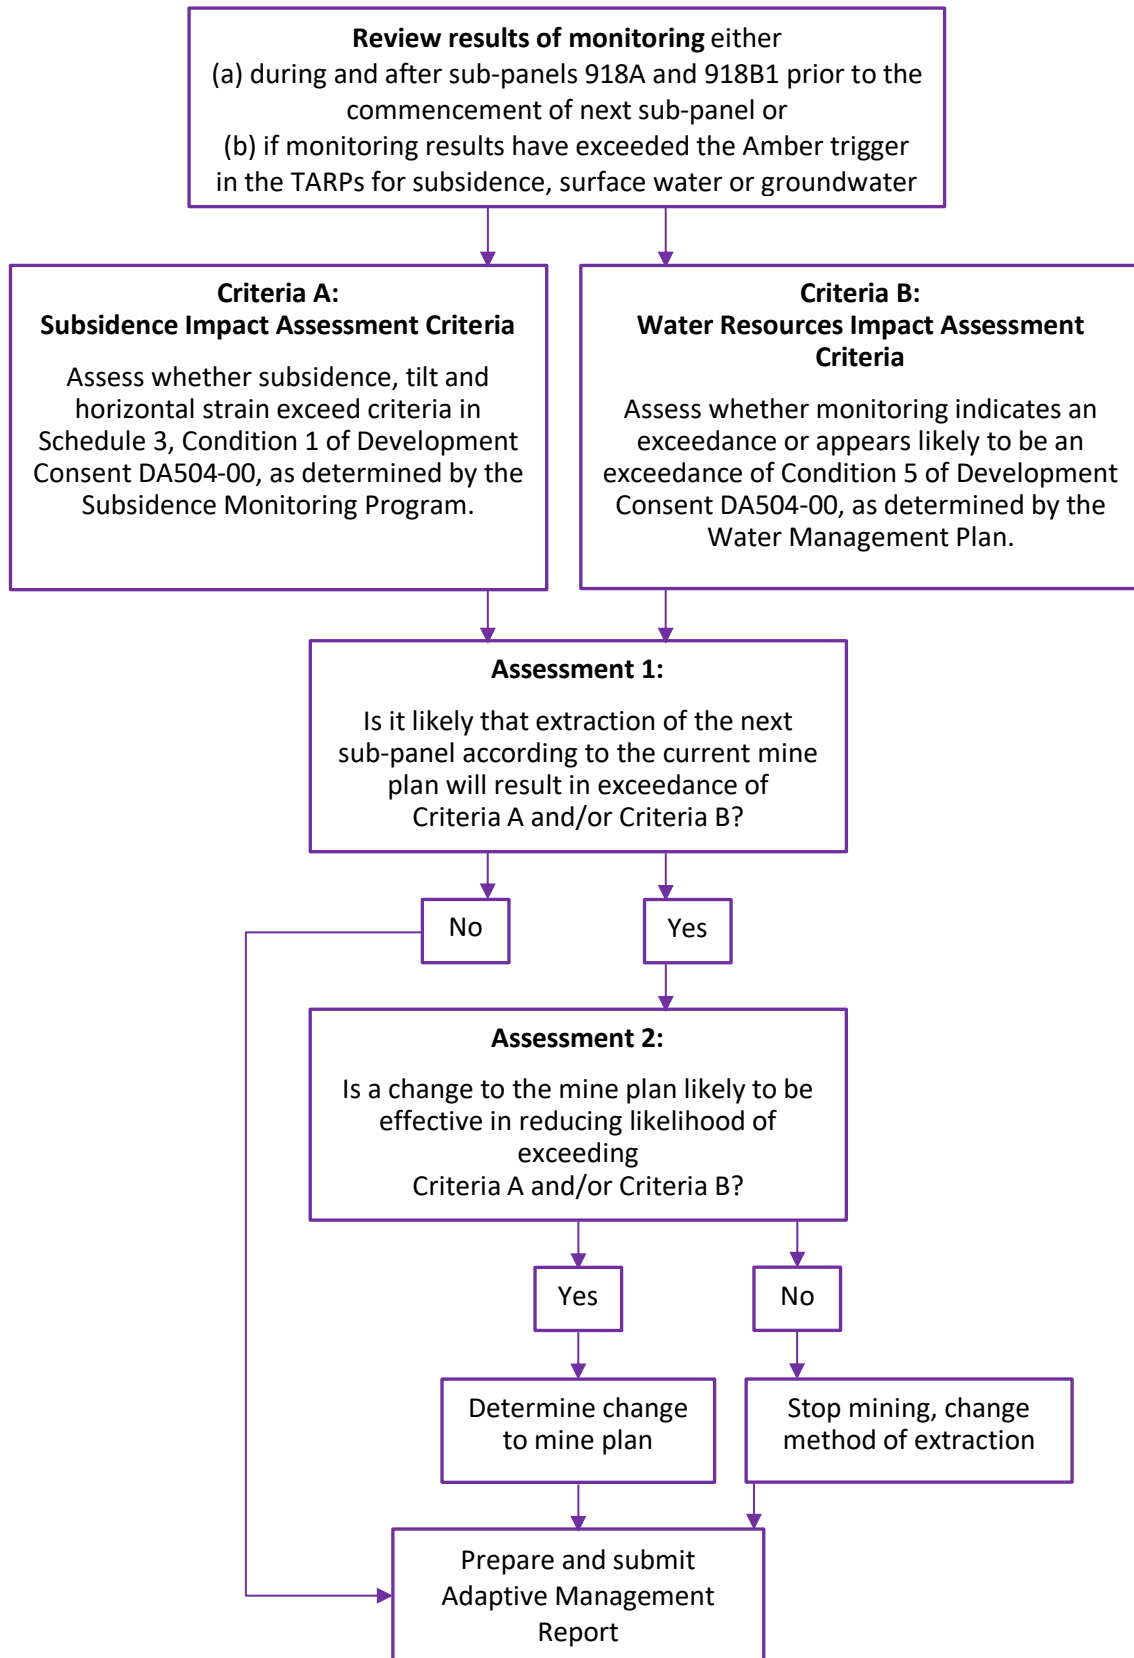 Review results of monitoring either
(a) during and after sub-panels 918A and 918B1 prior to the
commencement of next sub-panel or
(b) if monitoring results have exceeded the Amber trigger
in the TARPs for subsidence, surface water or groundwater
Criteria A:
Subsidence Impact Assessment Criteria
Assess whether subsidence, tilt and
horizontal strain exceed criteria in
Schedule 3, Condition 1 of Development
Consent DA504-00, as determined by the
Subsidence Monitoring Program.
Criteria B:
Water Resources Impact Assessment
Criteria
Assess whether monitoring indicates an
exceedance or appears likely to be an
exceedance of Condition 5 of Development
Consent DA504-00, as determined by the
Water Management Plan.
Assessment 1:
Is it likely that extraction of the next
sub-panel according to the current mine
plan will result in exceedance of
Criteria A and/or Criteria B?
No
Yes
Assessment 2:
Is a change to the mine plan likely to be
effective in reducing likelihood of
exceeding
Criteria A and/or Criteria B?
Yes
No
Determine change
to mine plan
Stop mining, change
method of extraction
Prepare and submit
Adaptive Management
Report